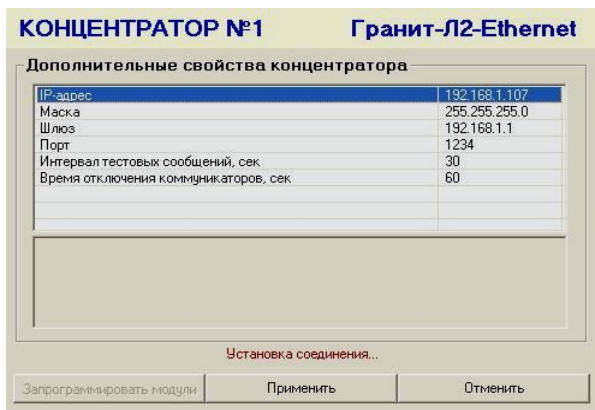 КОНЦЕНТРАТОР №1 Гранит-Л2-Ethernet
Дополнительные свойства концентратора
IP-адрес 192.168.1.107
Маска 255.255.255.0
Шлюз 192.168.1.1
Порт 1234
Интервал тестовых сообщений, сек 30
Время отключения коммуникаторов, сек 60
Установка соединения...
Запрограммировать модули Применить Отменить